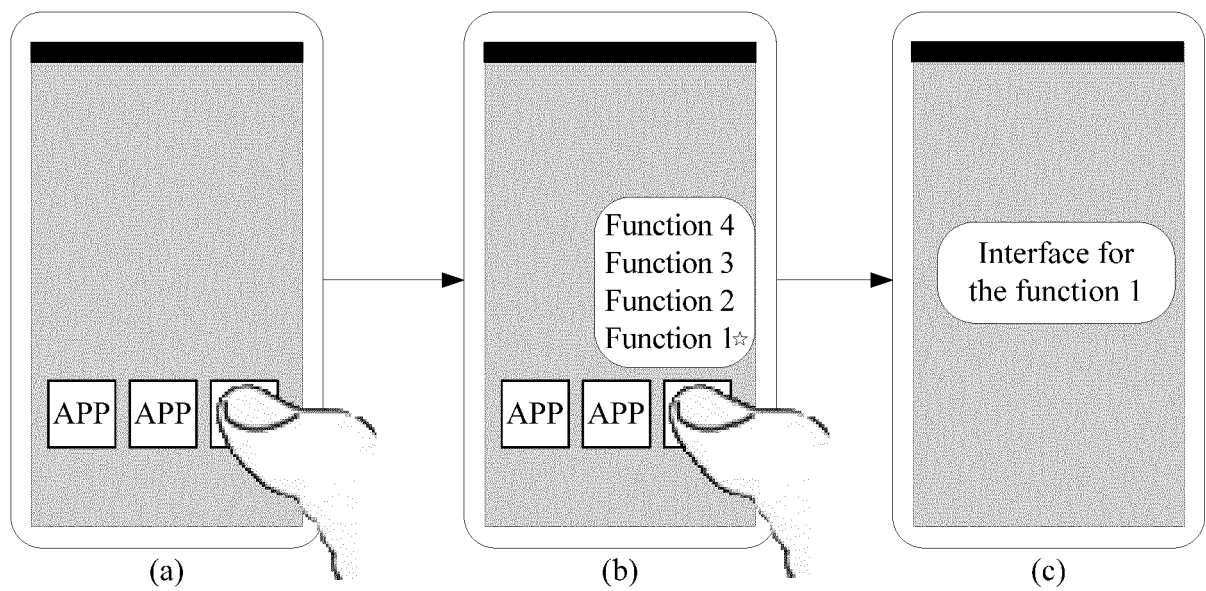 Function 4
Function 3
Function 2
Function 1☆
Interface for
the function 1
APP APP
APP APP
(a)
(b)
(c)